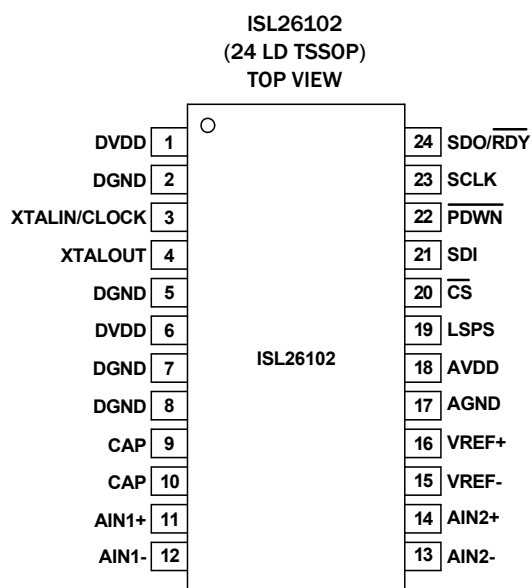 ISL26102
(24 LD TSSOP)
TOP VIEW
DVDD 1 24 SDO/RDY
DGND 2 23 SCLK
XTALIN/CLOCK 3 22 PDWN
XTALOUT 4 21 SDI
DGND 5 20 CS
DVDD 6 19 LSPS
DGND 7 ISL26102 18 AVDD
DGND 8 17 AGND
CAP 9 16 VREF+
CAP 10 15 VREF-
AIN1+ 11 14 AIN2+
AIN1- 12 13 AIN2-